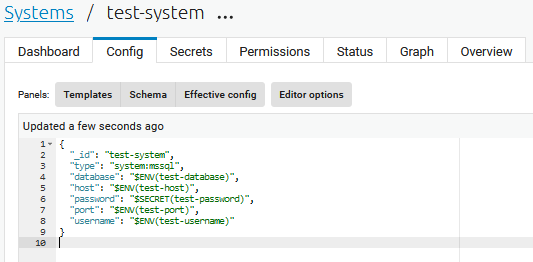 Systems / test-system ...
Dashboard Config Secrets Permissions Status Graph Overview
Panels: Templates Schema Effective config Editor options
Updated a few seconds ago
1 {
2 "_id": "test-system",
3 "type": "system:mssql",
4 "database": "$ENV(test-database)",
5 "host": "$ENV(test-host)",
6 "password": "$SECRET(test-password)",
7 "port": "$ENV(test-port)",
8 "username": "$ENV(test-username)"
9 }
10